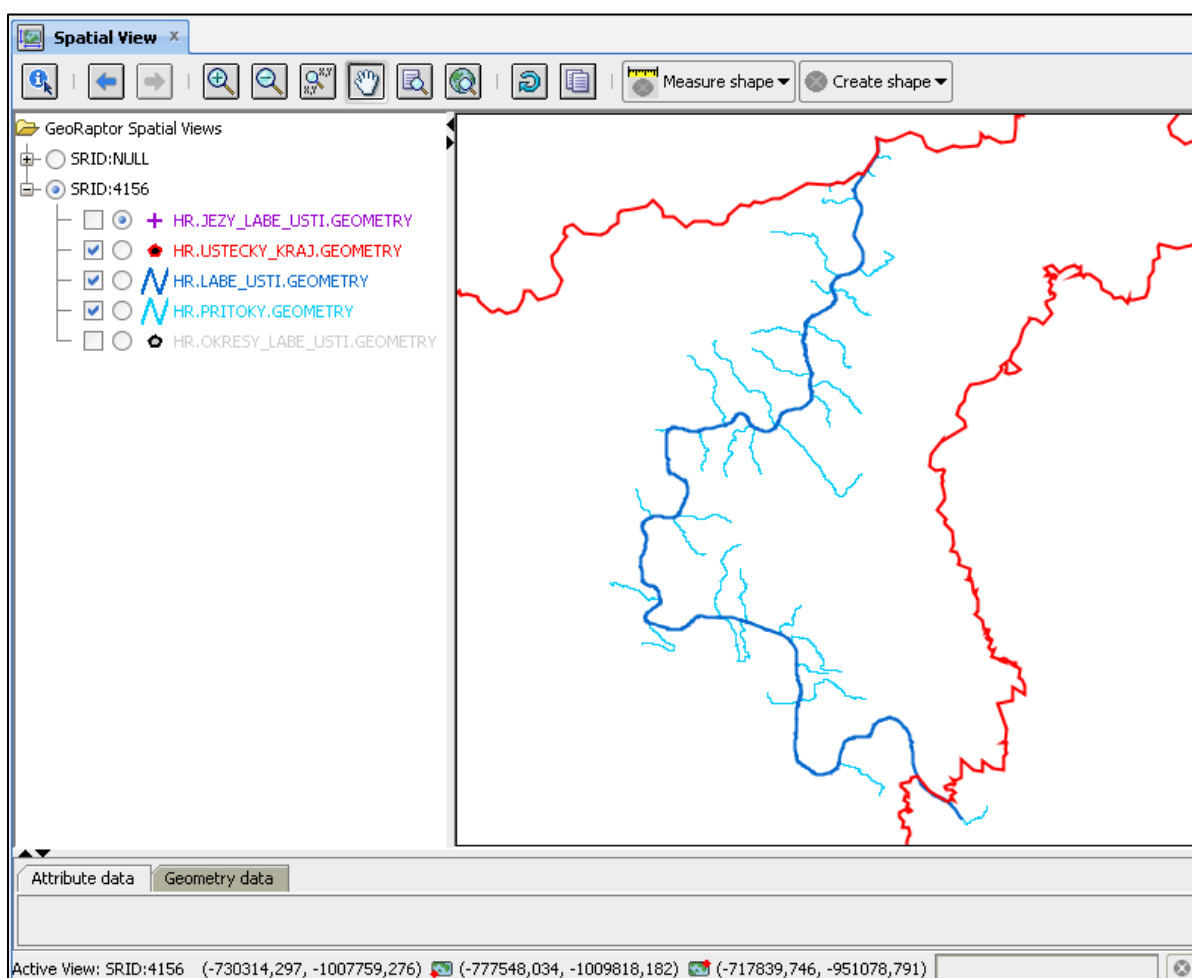 Spatial View x
Measure shape Create shape
GeoRaptor Spatial Views
SRID:NULL
SRID:4156
HR.JEZY_LABE_USTI.GEOMETRY
HR.USTECKY_KRAJ.GEOMETRY
HR.LABE_USTI.GEOMETRY
HR.PRITOKY.GEOMETRY
HR.OKRESY_LABE_USTI.GEOMETRY
Attribute data Geometry data
Active View: SRID:4156 (-730314,297, -1007759,276) (-777548,034, -1009818,182) (-717839,746, -951078,791)